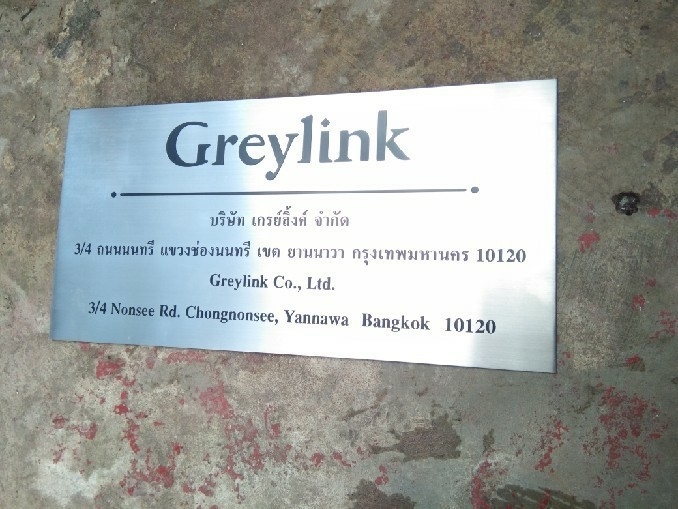 Greylink
บริษัท เกรย์ลิ้งค์ จำกัด
3/4 ถนนนนทรี แขวงช่องนนทรี เขต ยานนาวา กรุงเทพมหานคร 10120
Greylink Co., Ltd.
3/4 Nonsee Rd. Chongnonsee, Yannawa Bangkok 10120